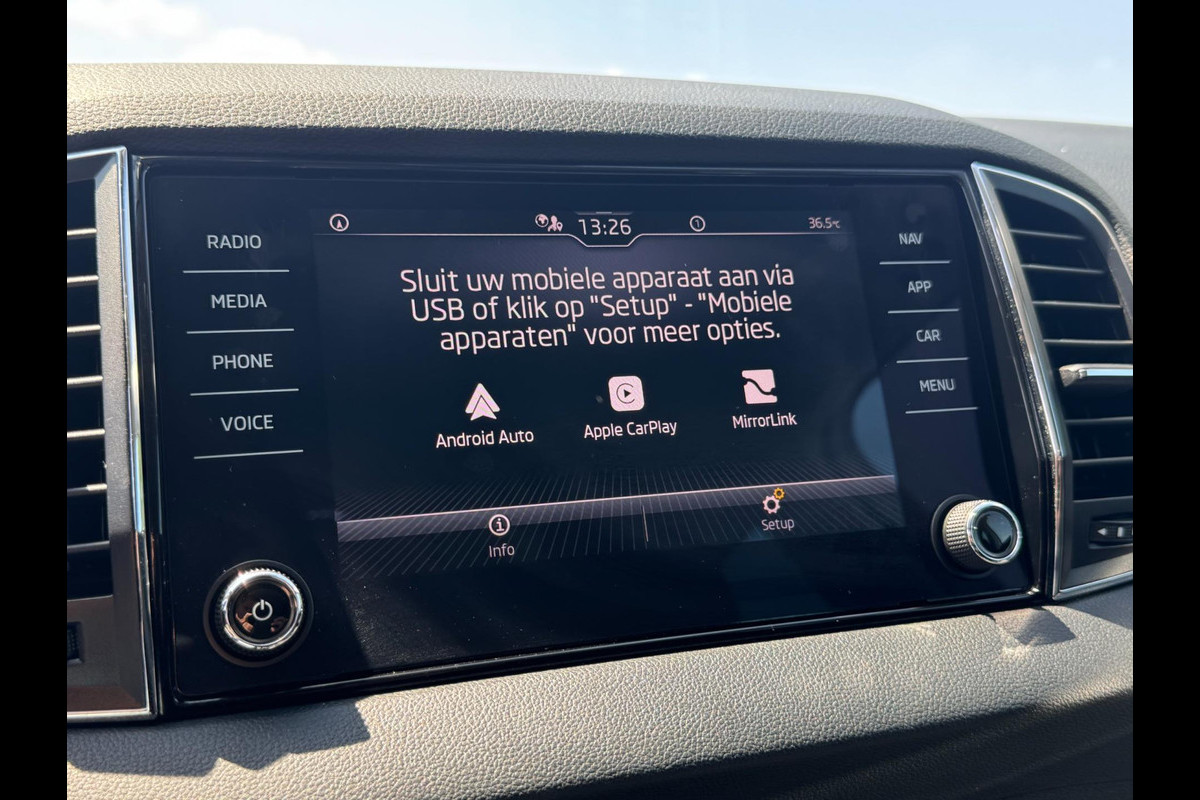 13:26
36.5°C
RADIO
MEDIA
PHONE
VOICE
Sluit uw mobiele apparaat aan via
USB of klik op "Setup" - "Mobiele
apparaten" voor meer opties.
Android Auto
Apple CarPlay
MirrorLink
Info
Setup
NAV
APP
CAR
MENU